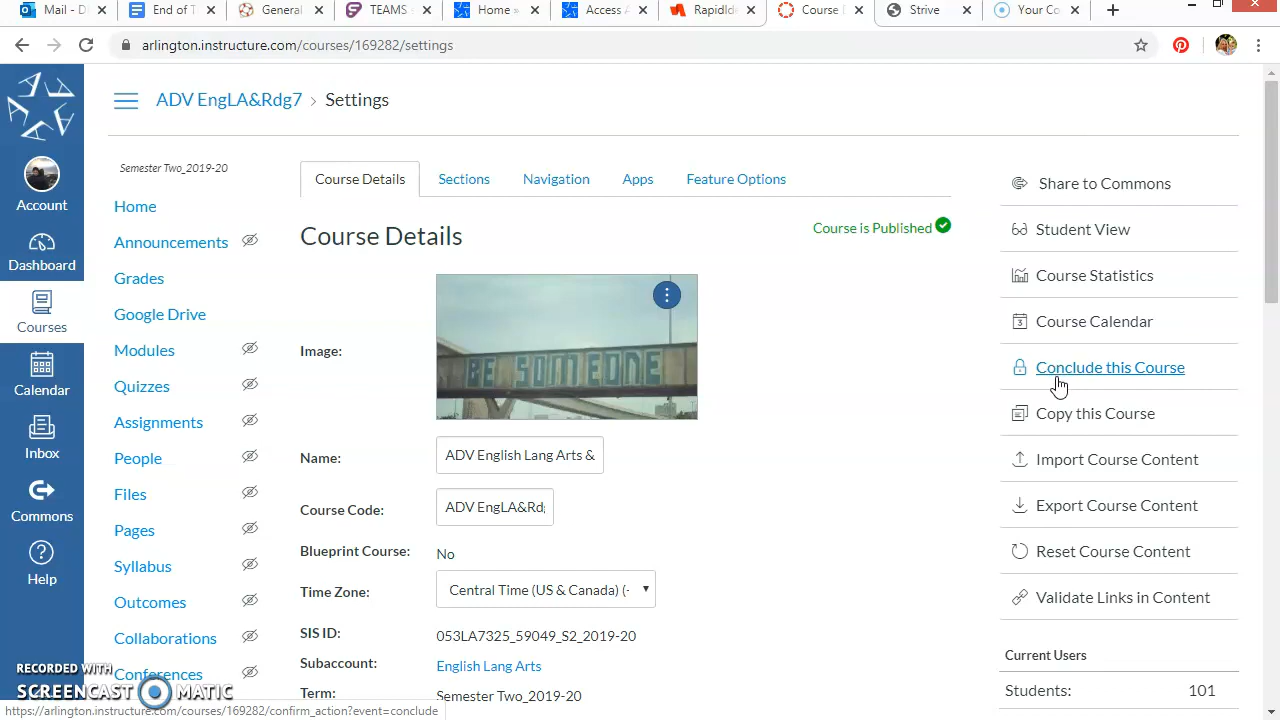 Mail - D
End of T
General
TEAMS -
Home »
Access A
RapidIde
Course D
Strive
Your Co
arlington.instructure.com/courses/169282/settings
ADV EngLA&Rdg7 › Settings
Account
Dashboard
Courses
Calendar
Inbox
Commons
Help
Semester Two_2019-20
Home
Announcements
Grades
Google Drive
Modules
Quizzes
Assignments
People
Files
Pages
Syllabus
Outcomes
Collaborations
Conferences
Course Details
Sections
Navigation
Apps
Feature Options
Course Details
Course is Published
Image:
BE SOMEONE
Name:
ADV English Lang Arts &
Course Code:
ADV EngLA&Rdg
Blueprint Course:
No
Time Zone:
Central Time (US & Canada) (-
SIS ID:
053LA7325_59049_S2_2019-20
Subaccount:
English Lang Arts
Term:
Semester Two_2019-20
Share to Commons
Student View
Course Statistics
3
Course Calendar
Conclude this Course
Copy this Course
Import Course Content
Export Course Content
Reset Course Content
Validate Links in Content
Current Users
Students:
101
RECORDED WITH
SCREENCAST MATIC
https://arlington.instructure.com/courses/169282/confirm_action?event=conclude